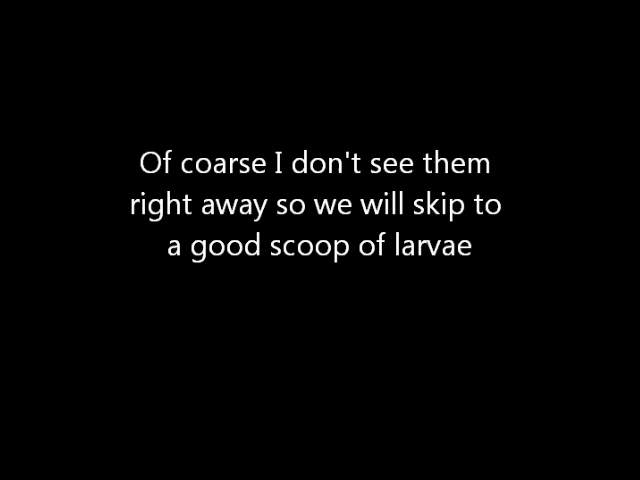 Of coarse I don't see them
right away so we will skip to
a good scoop of larvae